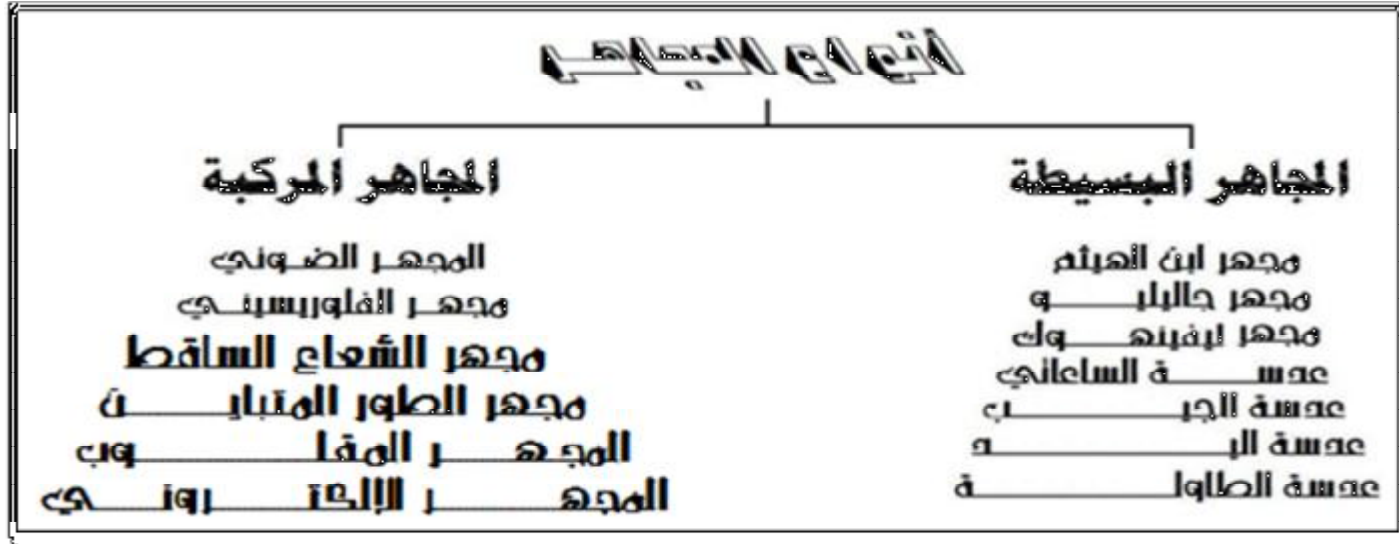 أنواع المجاهر
المجاهر البسيطة
مجهر ابن الهيثم
مجهر جاليليو
مجهر ليفينهوك
عدسة الساعاتي
عدسة الجيب
عدسة اليد
عدسة الطاولة
المجاهر المركبة
المجهر الضوئي
مجهر الفلوريسيني
مجهر الشعاع الساقط
مجهر الطور المتباين
المجهر المقلوب
المجهر الإلكتروني